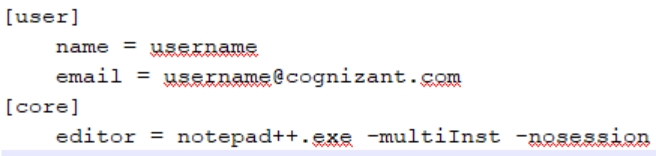 [user]
name = username
email = username@cognizant.com
[core]
editor = notepad++.exe -multiInst -nosession